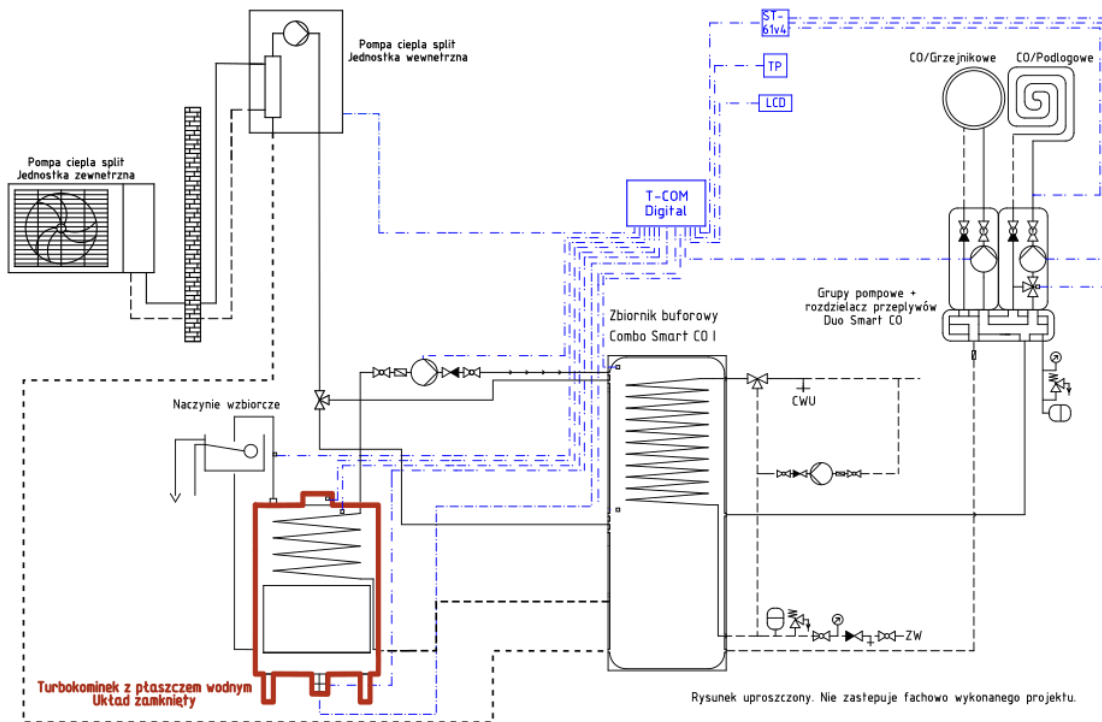 Pompa ciepla split
Jednostka wewnetrzna
ST-
61v4
TP
LCD
CO/Grzejnikowe
CO/Podlogowe
Pompa ciepla split
Jednostka zewnetrzna
T-COM
Digital
Grupy pompowe +
rozdzielacz przeplywów
Duo Smart CO
Zbiornik buforowy
Combo Smart CO I
Naczynie wzbiorcze
CWU
ZW
Turbokominek z płaszczem wodnym
Układ zamknięty
Rysunek uproszczony. Nie zastepuje fachowo wykonanego projektu.